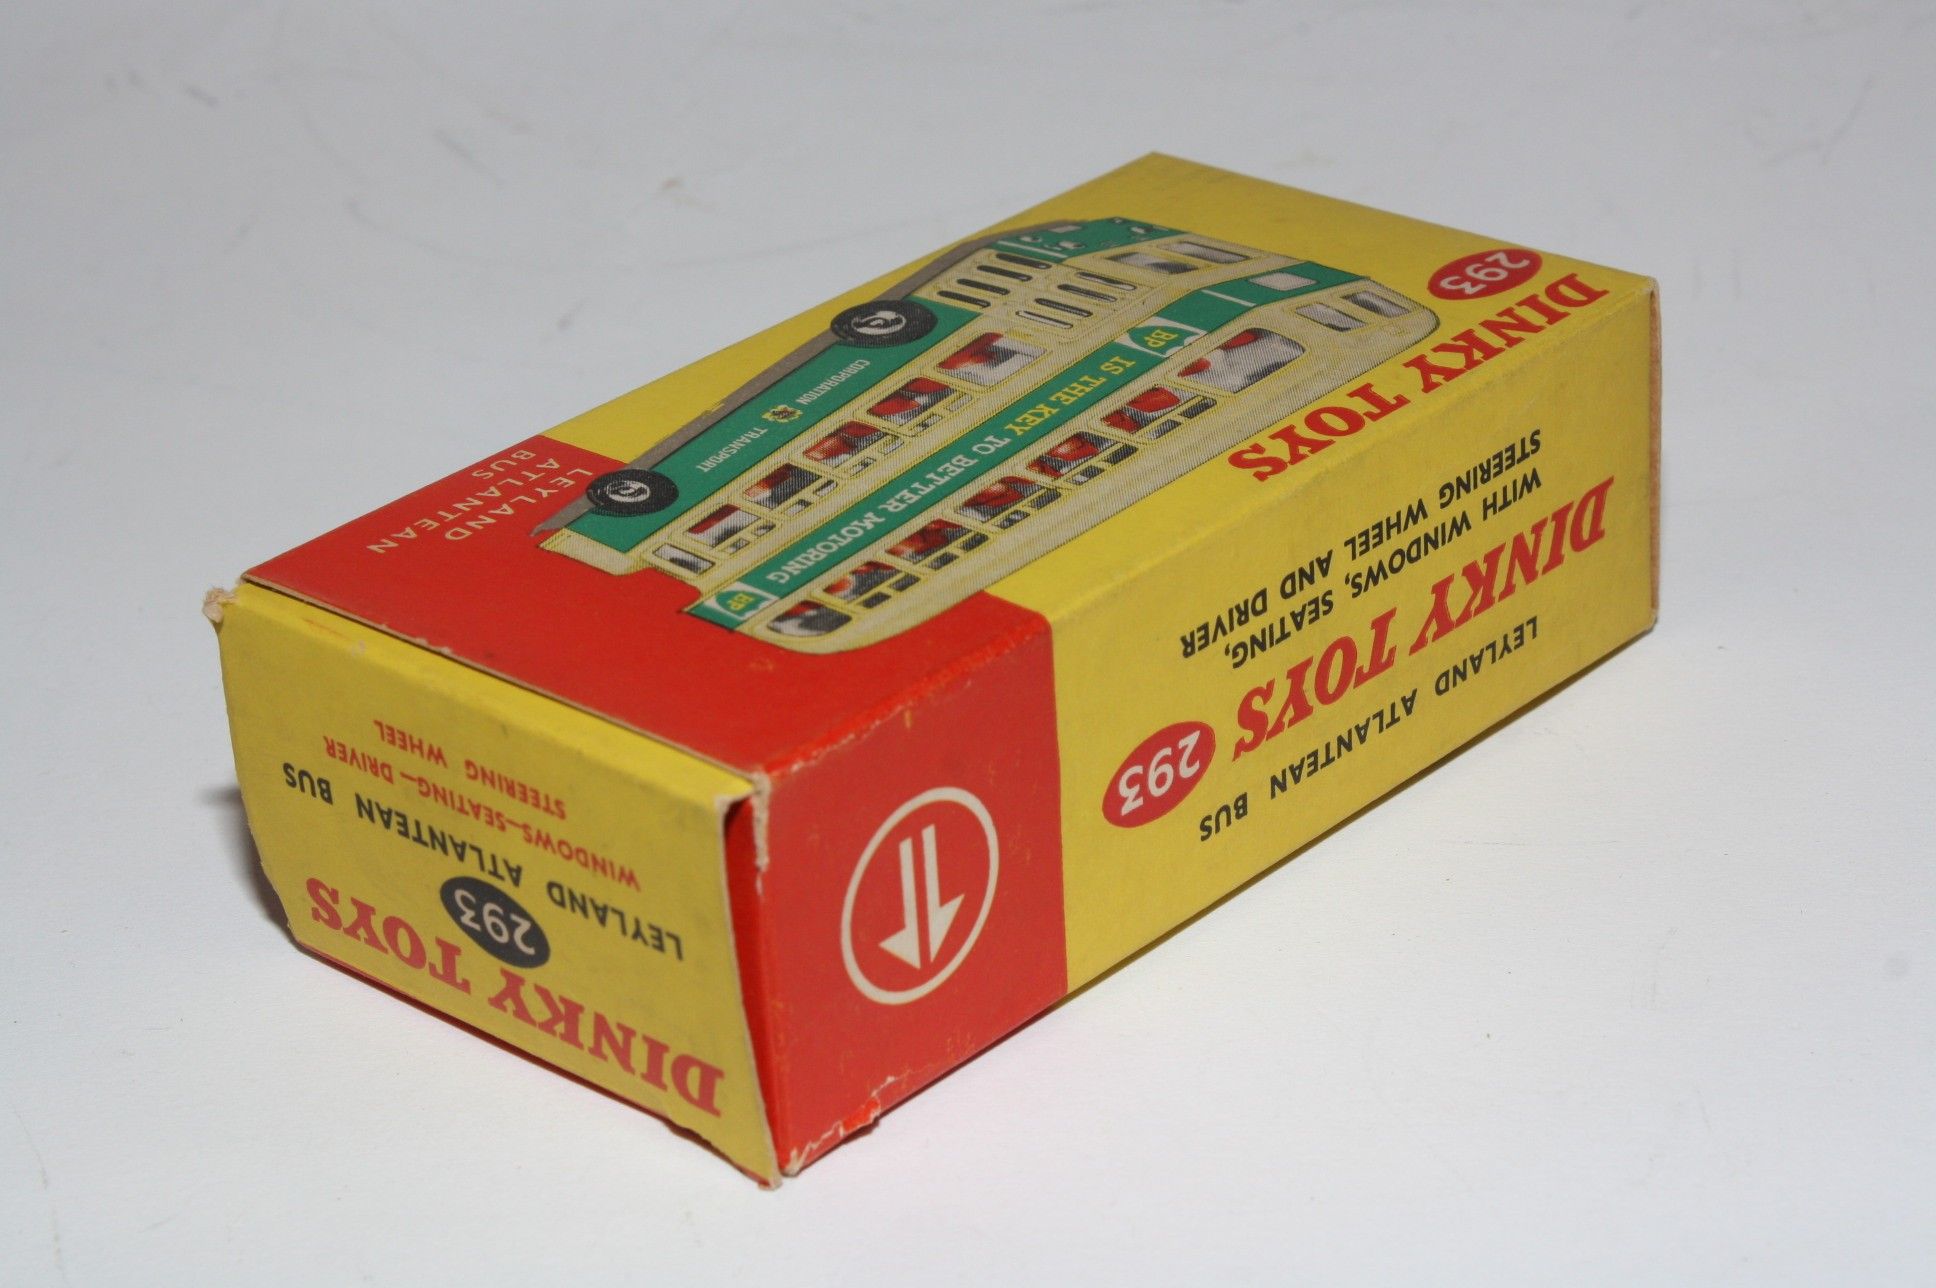 293
DINKY TOYS
BP IS THE KEY TO BETTER MOTORING BP
CORPORATION TRANSPORT
LEYLAND
ATLANTEAN
BUS
LEYLAND ATLANTEAN BUS
DINKY TOYS 293
WITH WINDOWS, SEATING,
STEERING WHEEL AND DRIVER
DINKY TOYS
293
LEYLAND ATLANTEAN BUS
WINDOWS—SEATING—DRIVER
STEERING WHEEL